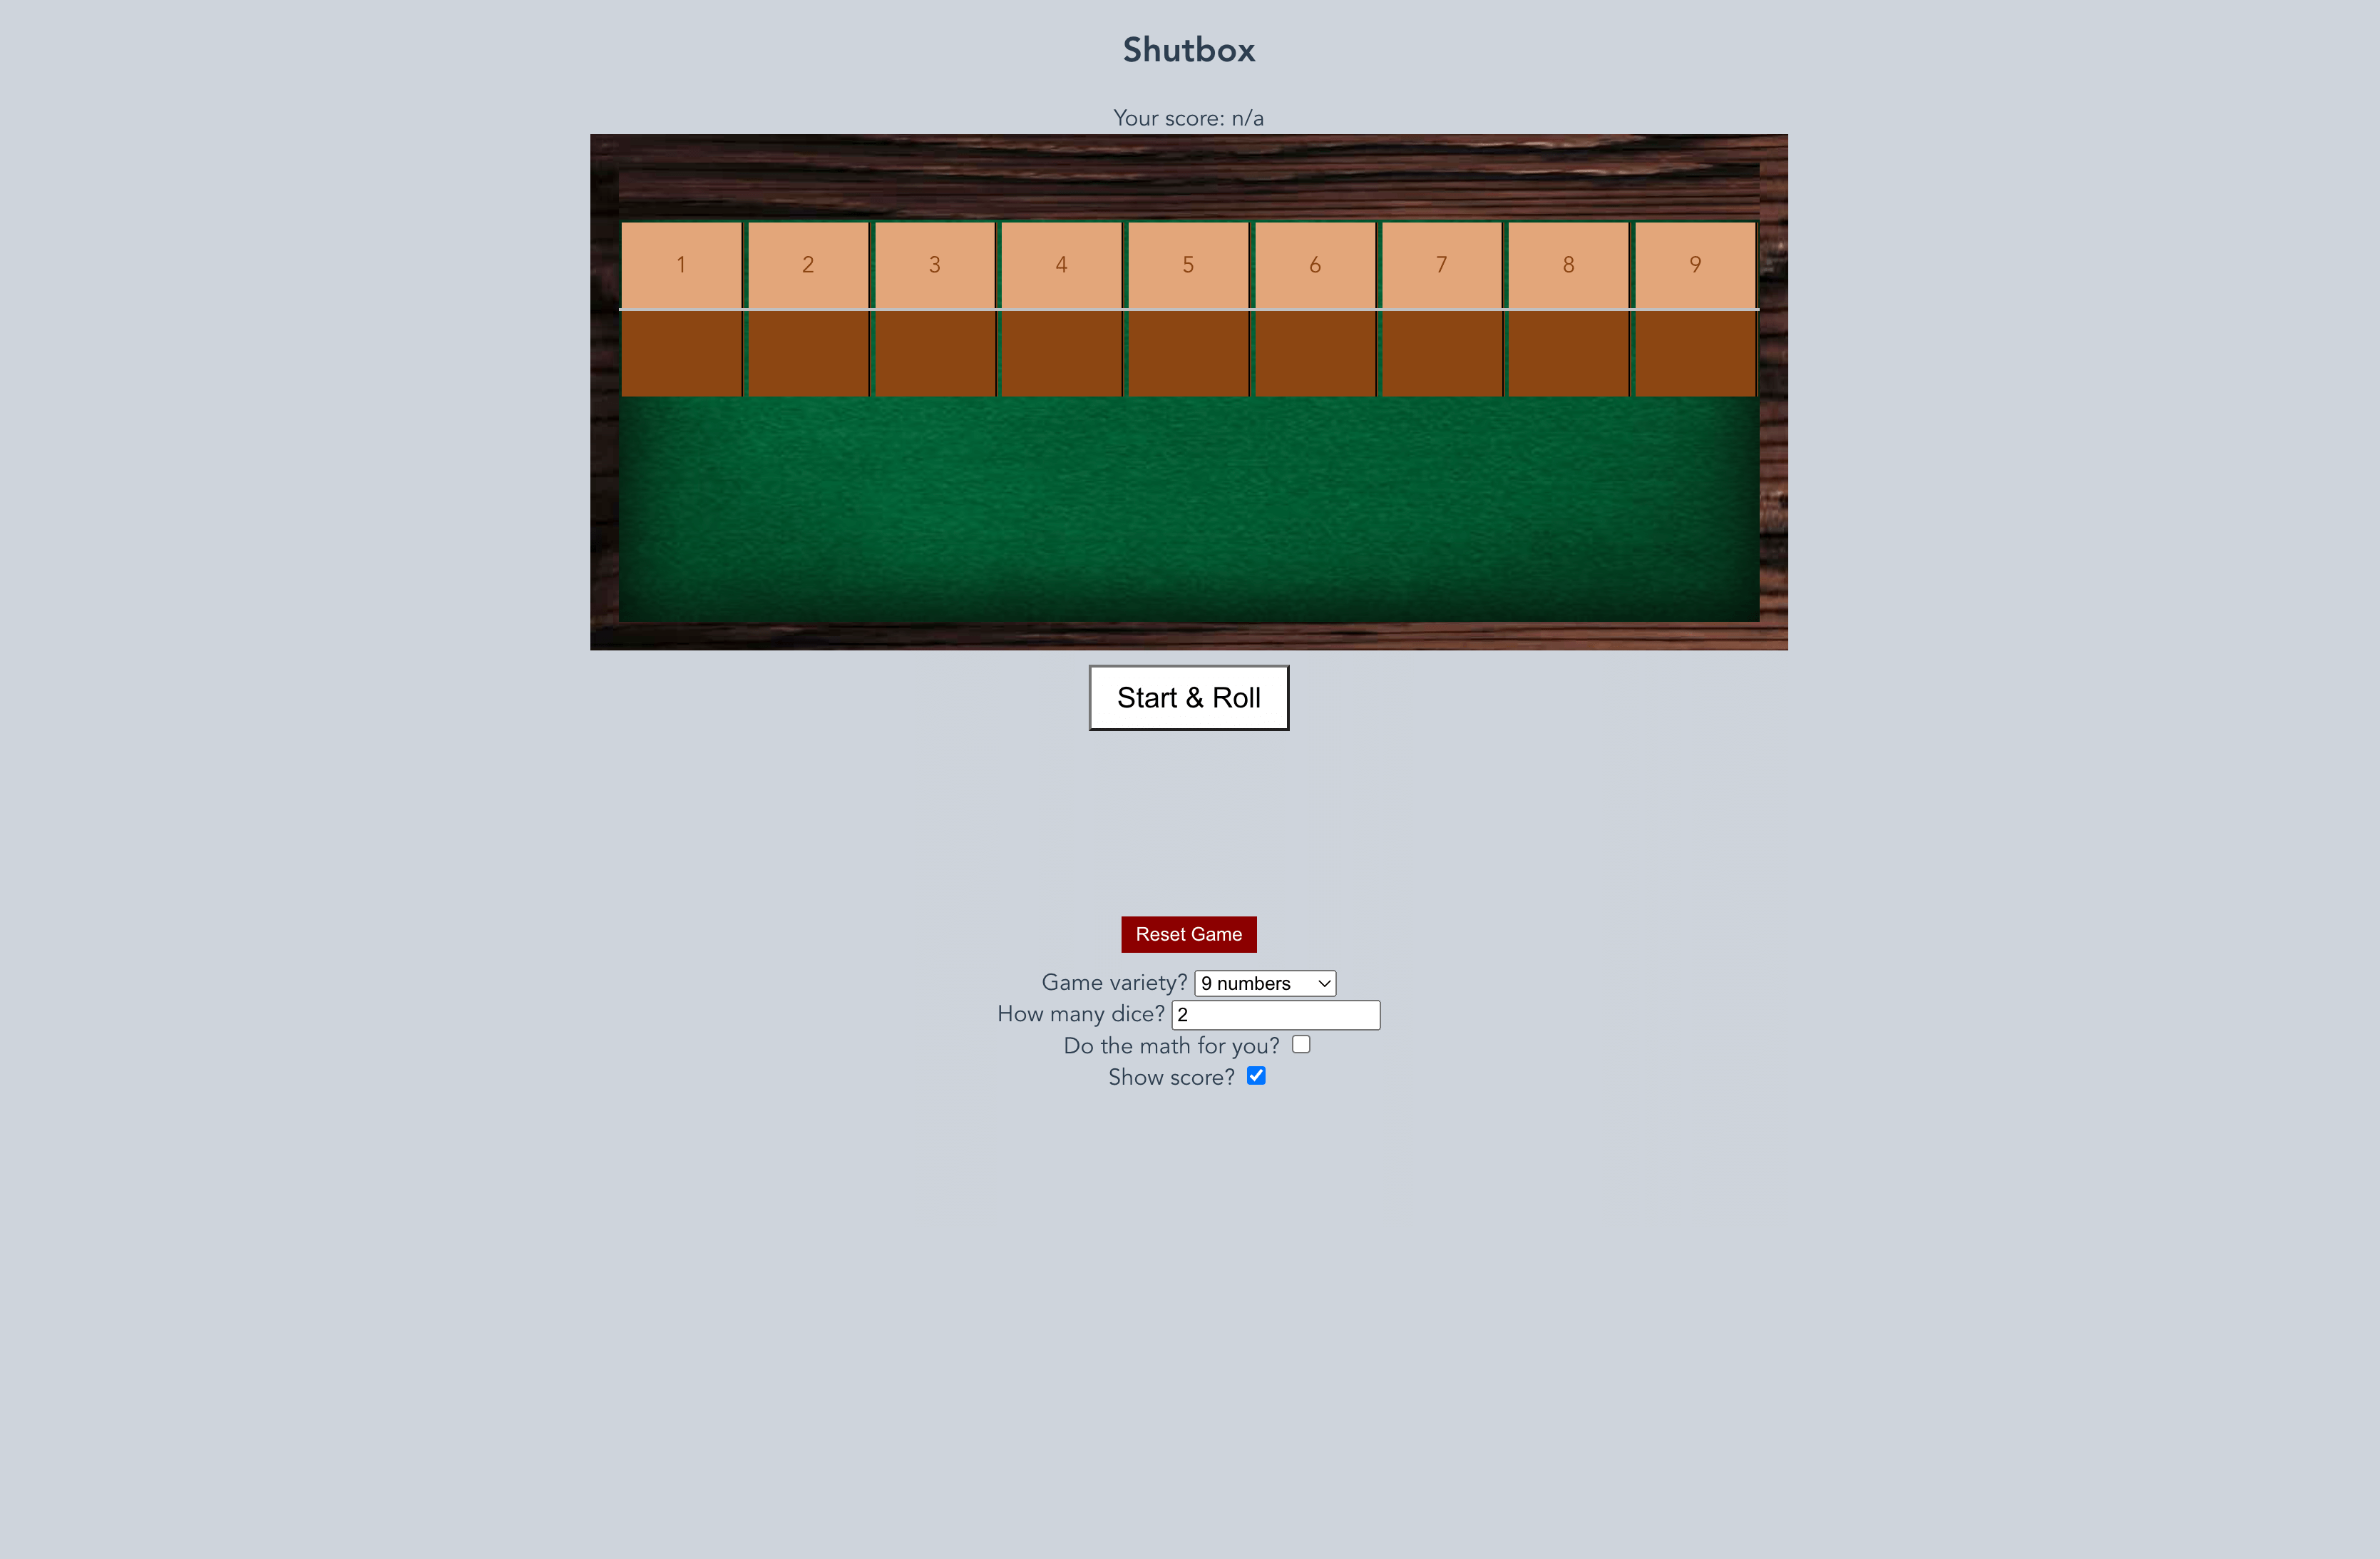 Shutbox
Your score: n/a
1 2 3 4 5 6 7 8 9
Start & Roll
Reset Game
Game variety? 9 numbers
How many dice? 2
Do the math for you?
Show score?